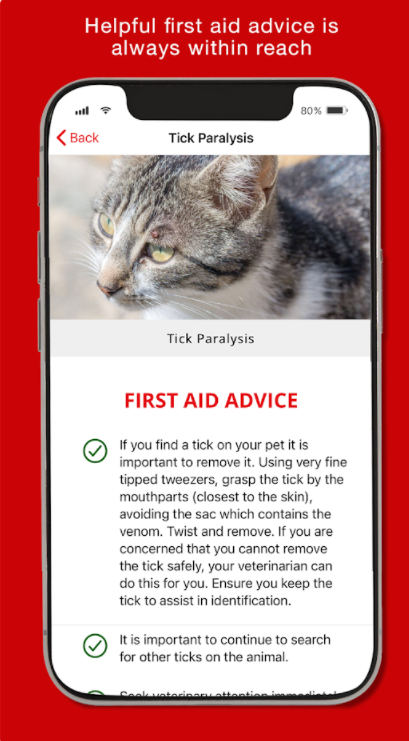 Helpful first aid advice is
always within reach
80%
Back
Tick Paralysis
Tick Paralysis
FIRST AID ADVICE
If you find a tick on your pet it is
important to remove it. Using very fine
tipped tweezers, grasp the tick by the
mouthparts (closest to the skin),
avoiding the sac which contains the
venom. Twist and remove. If you are
concerned that you cannot remove
the tick safely, your veterinarian can
do this for you. Ensure you keep the
tick to assist in identification.
It is important to continue to search
for other ticks on the animal.
Seek veterinary attention